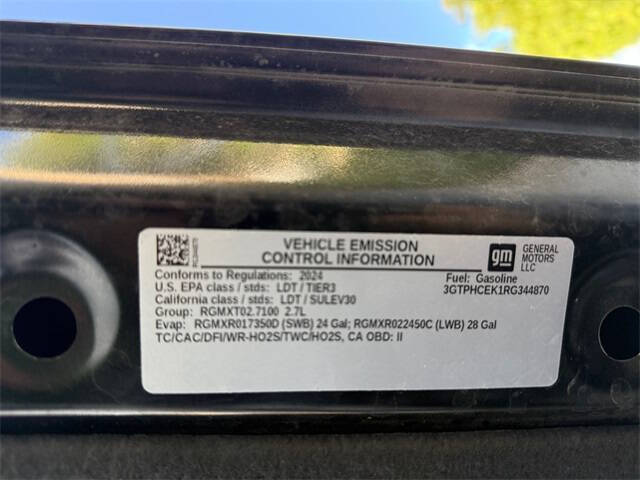 VEHICLE EMISSION
CONTROL INFORMATION
gm
GENERAL
MOTORS
LLC
Conforms to Regulations: 2024
Fuel: Gasoline
U.S. EPA class / stds: LDT / TIER3
3GTPHCEK1RG344870
California class / stds: LDT / SULEV30
Group: RGMXT02.7100 2.7L
Evap: RGMXR017350D (SWB) 24 Gal; RGMXR022450C (LWB) 28 Gal
TC/CAC/DFI/WR-HO2S/TWC/HO2S, CA OBD: II